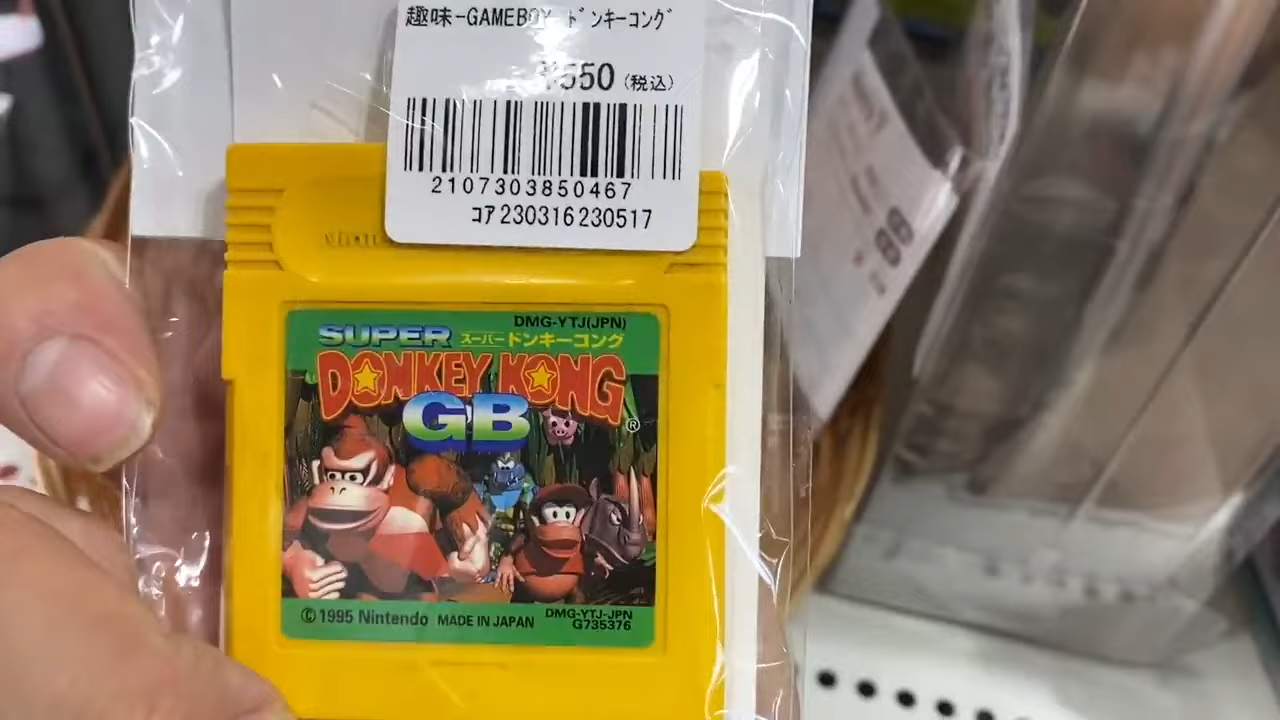 趣味-GAMEBOY ﾄﾞﾝｷｰｺﾝｸﾞ
¥550 (税込)
2107303850467
コア230316230517
DMG-YTJ(JPN)
SUPER スーパードンキーコング
DONKEY KONG
GB
®
©1995 Nintendo MADE IN JAPAN
DMG-YTJ-JPN
G735376